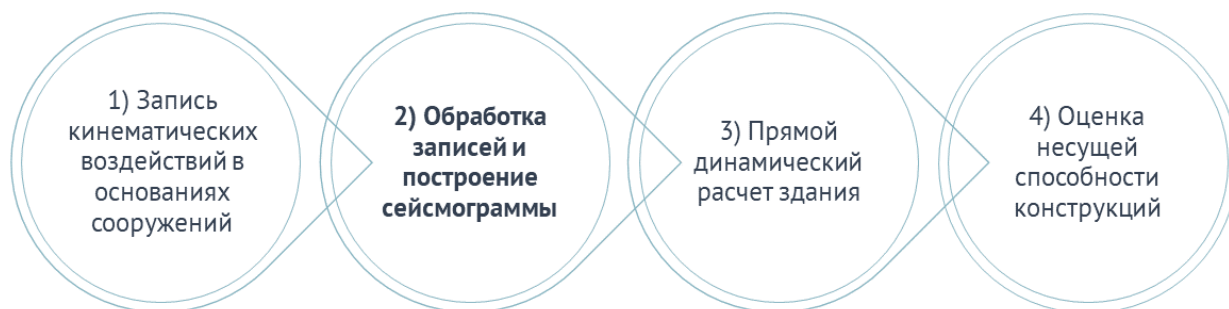 1) Запись
кинематических
воздействий в
основаниях
сооружений
2) Обработка
записей и
построение
сейсмограммы
3) Прямой
динамический
расчет здания
4) Оценка
несущей
способности
конструкций